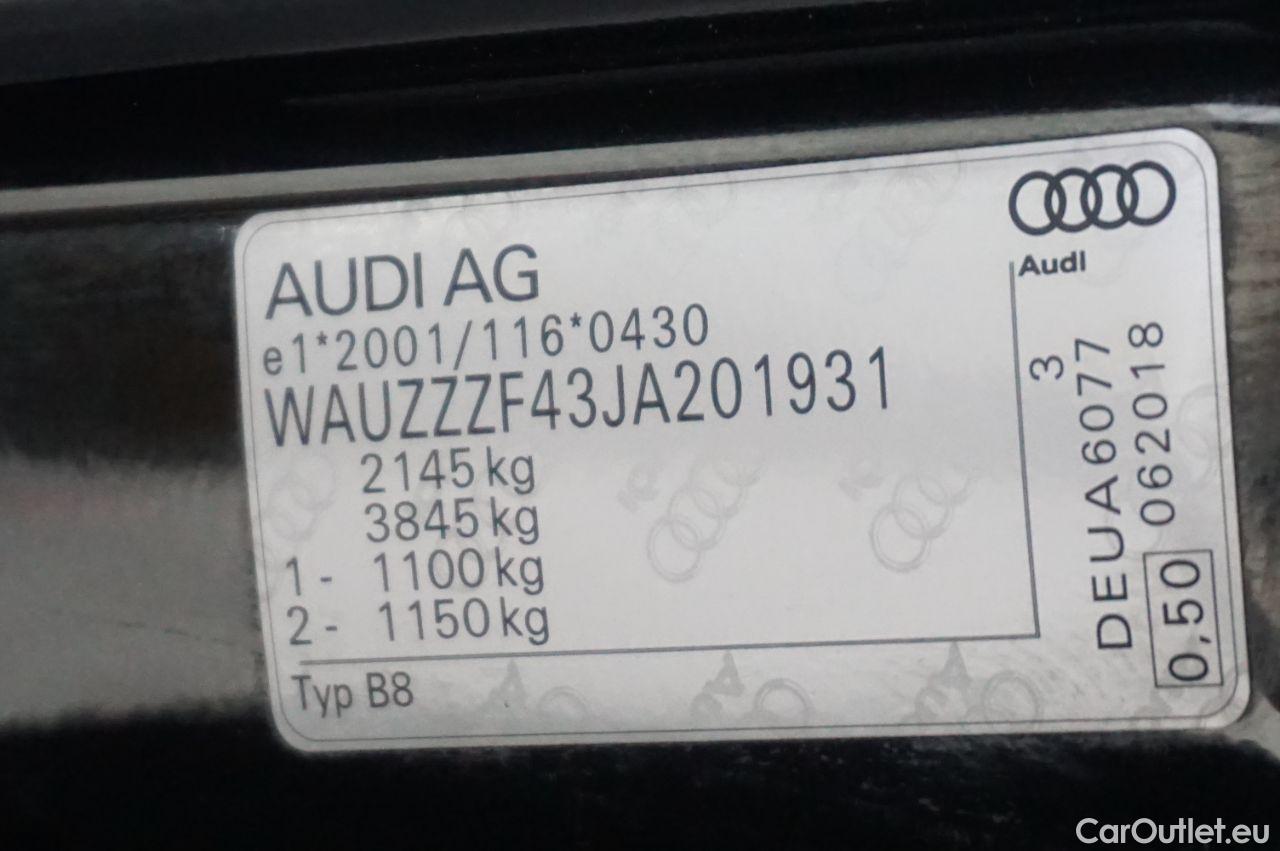 AUDI AG
e1*2001/116*0430
WAUZZZF43JA201931
2145 kg
3845 kg
1 - 1100 kg
2 - 1150 kg
Typ B8
Audi
3
DEUA6077
0,50 062018
CarOutlet.eu